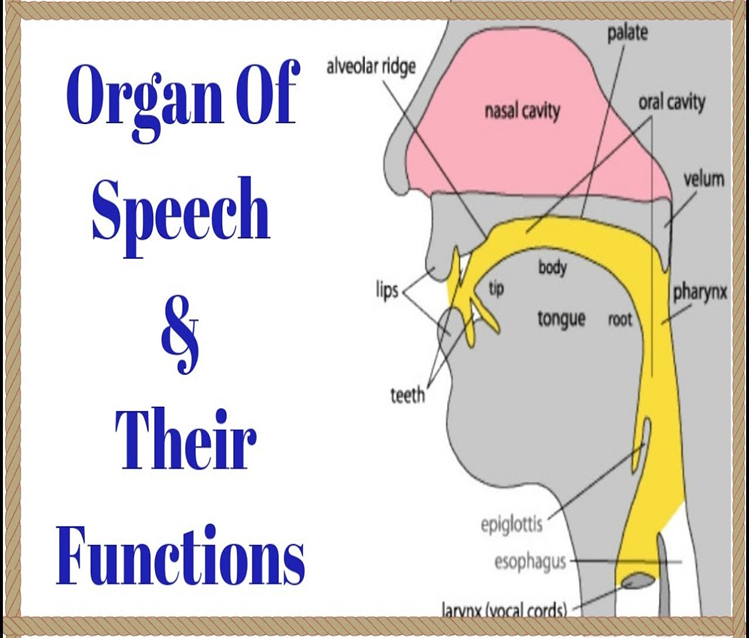 Organ Of
Speech
&
Their
Functions
palate
alveolar ridge
nasal cavity
oral cavity
velum
lips
tip
body
pharynx
tongue
root
teeth
epiglottis
esophagus
larynx (vocal cords)